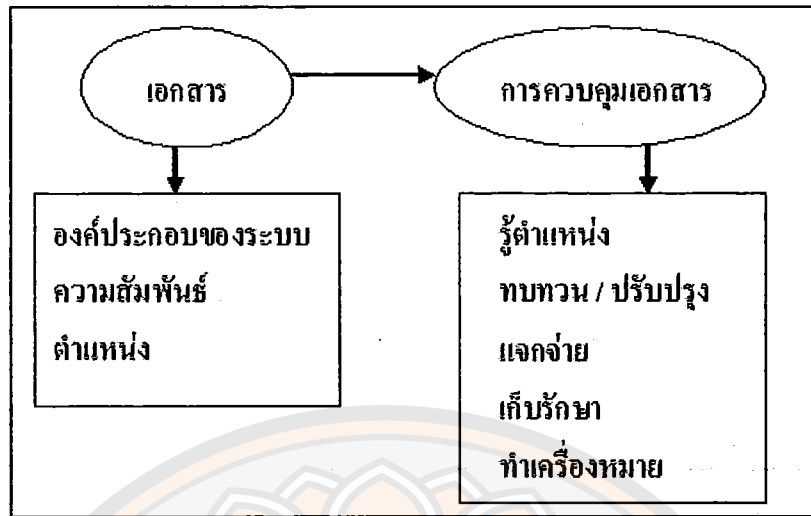 เอกสาร
การควบคุมเอกสาร
องค์ประกอบของระบบ
ความสัมพันธ์
ตำแหน่ง
รู้ตำแหน่ง
ทบทวน / ปรับปรุง
แจกจ่าย
เก็บรักษา
ทำเครื่องหมาย